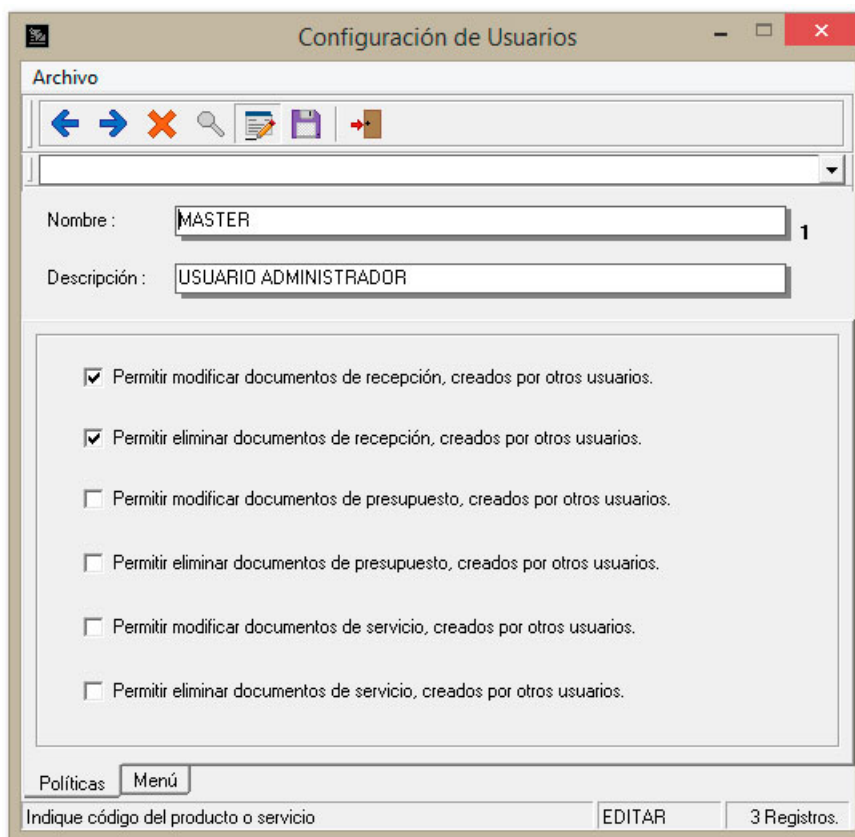 Configuración de Usuarios
Archivo
Nombre : MASTER 1
Descripción : USUARIO ADMINISTRADOR
Permitir modificar documentos de recepción, creados por otros usuarios.
Permitir eliminar documentos de recepción, creados por otros usuarios.
Permitir modificar documentos de presupuesto, creados por otros usuarios.
Permitir eliminar documentos de presupuesto, creados por otros usuarios.
Permitir modificar documentos de servicio, creados por otros usuarios.
Permitir eliminar documentos de servicio, creados por otros usuarios.
Políticas Menú
Indique código del producto o servicio EDITAR 3 Registros.